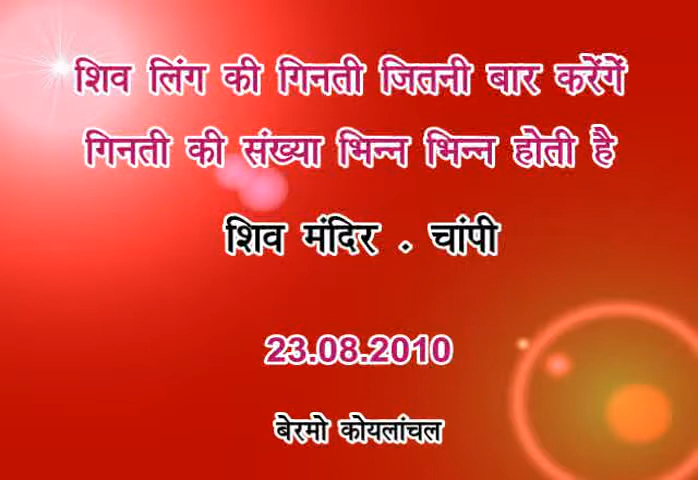 शिव लिंग की गिनती जितनी बार करेंगें
गिनती की संख्या भिन्न भिन्न होती है
शिव मंदिर . चांपी
23.08.2010
बेरमो कोयलांचल